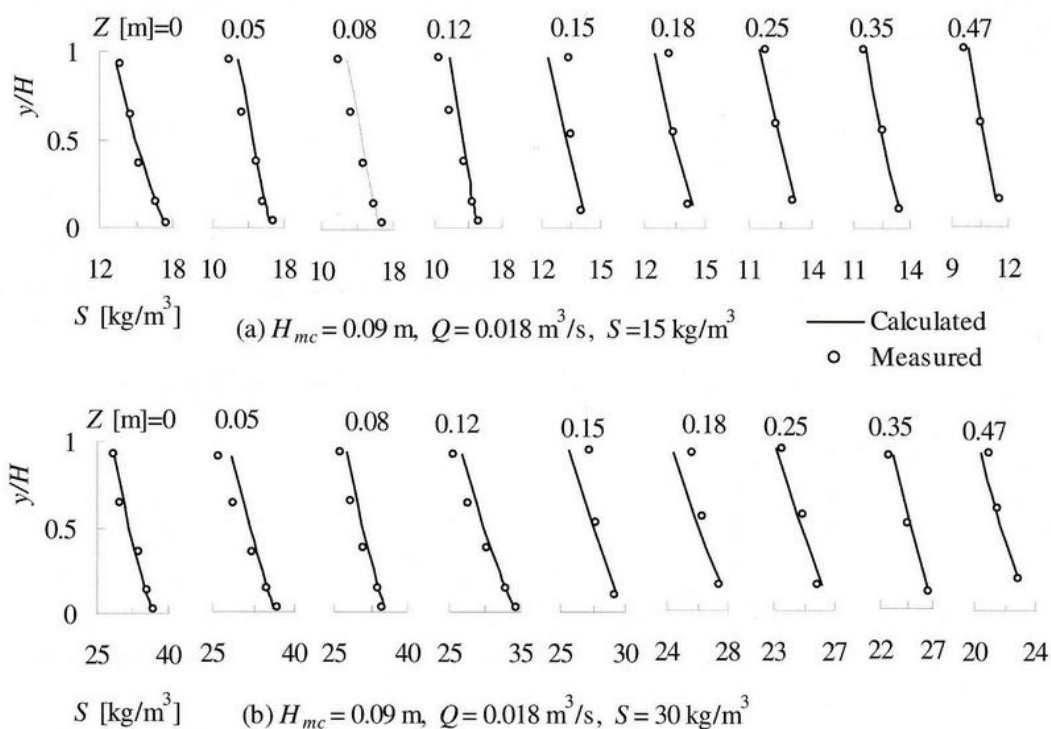 Z [m]=0 0.05 0.08 0.12 0.15 0.18 0.25 0.35 0.47
1
y/H
0.5
0
12 18 10 18 10 18 10 18 12 15 12 15 11 14 11 14 9 12
S [kg/m³] (a) H_mc = 0.09 m, Q = 0.018 m³/s, S =15 kg/m³
Calculated
Measured
Z [m]=0 0.05 0.08 0.12 0.15 0.18 0.25 0.35 0.47
1
y/H
0.5
0
25 40 25 40 25 40 25 35 25 30 24 28 23 27 22 27 20 24
S [kg/m³] (b) H_mc = 0.09 m, Q = 0.018 m³/s, S = 30 kg/m³